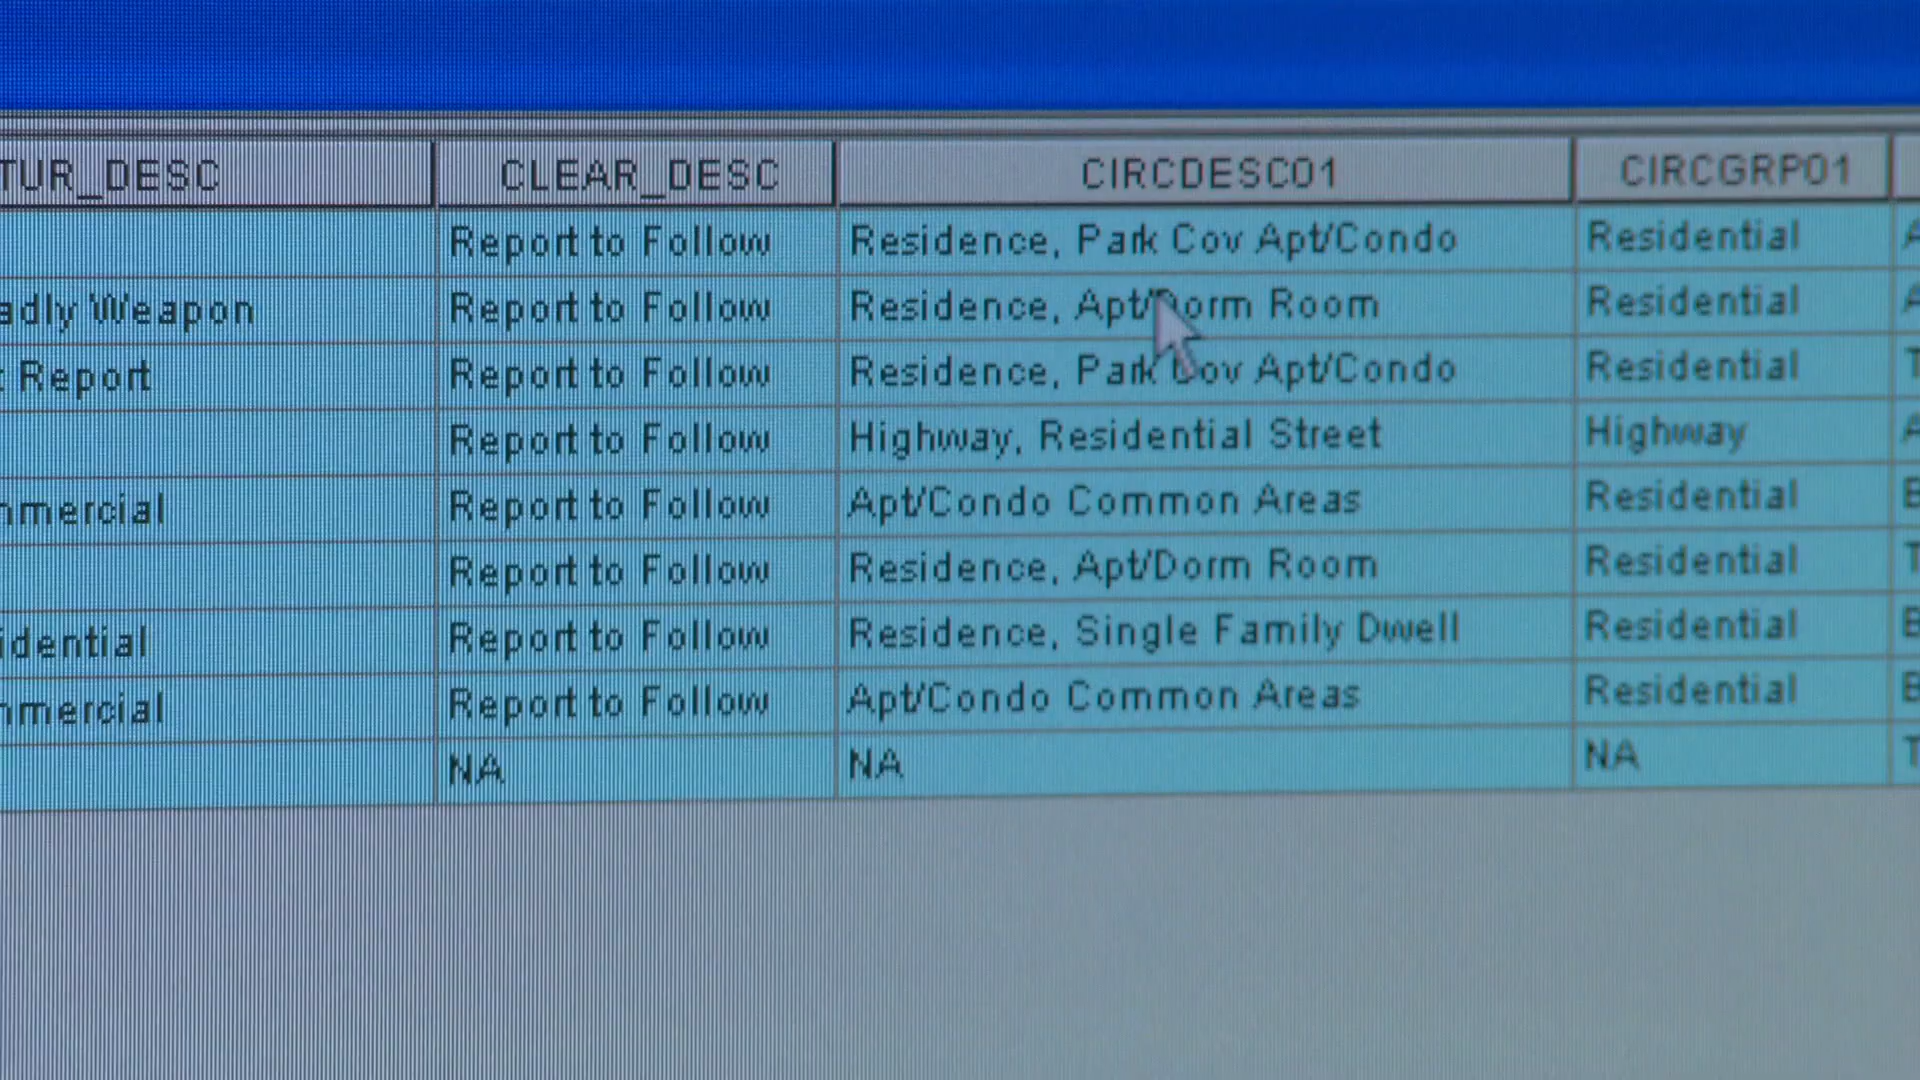 TUR_DESC CLEAR_DESC CIRCDESC01 CIRCGRP01
Report to Follow Residence, Park Cov Apt/Condo Residential A
adly Weapon Report to Follow Residence, Apt/Dorm Room Residential A
t Report Report to Follow Residence, Park Cov Apt/Condo Residential T
Report to Follow Highway, Residential Street Highway A
mmercial Report to Follow Apt/Condo Common Areas Residential B
Report to Follow Residence, Apt/Dorm Room Residential T
idential Report to Follow Residence, Single Family Dwell Residential B
mmercial Report to Follow Apt/Condo Common Areas Residential B
NA NA NA T